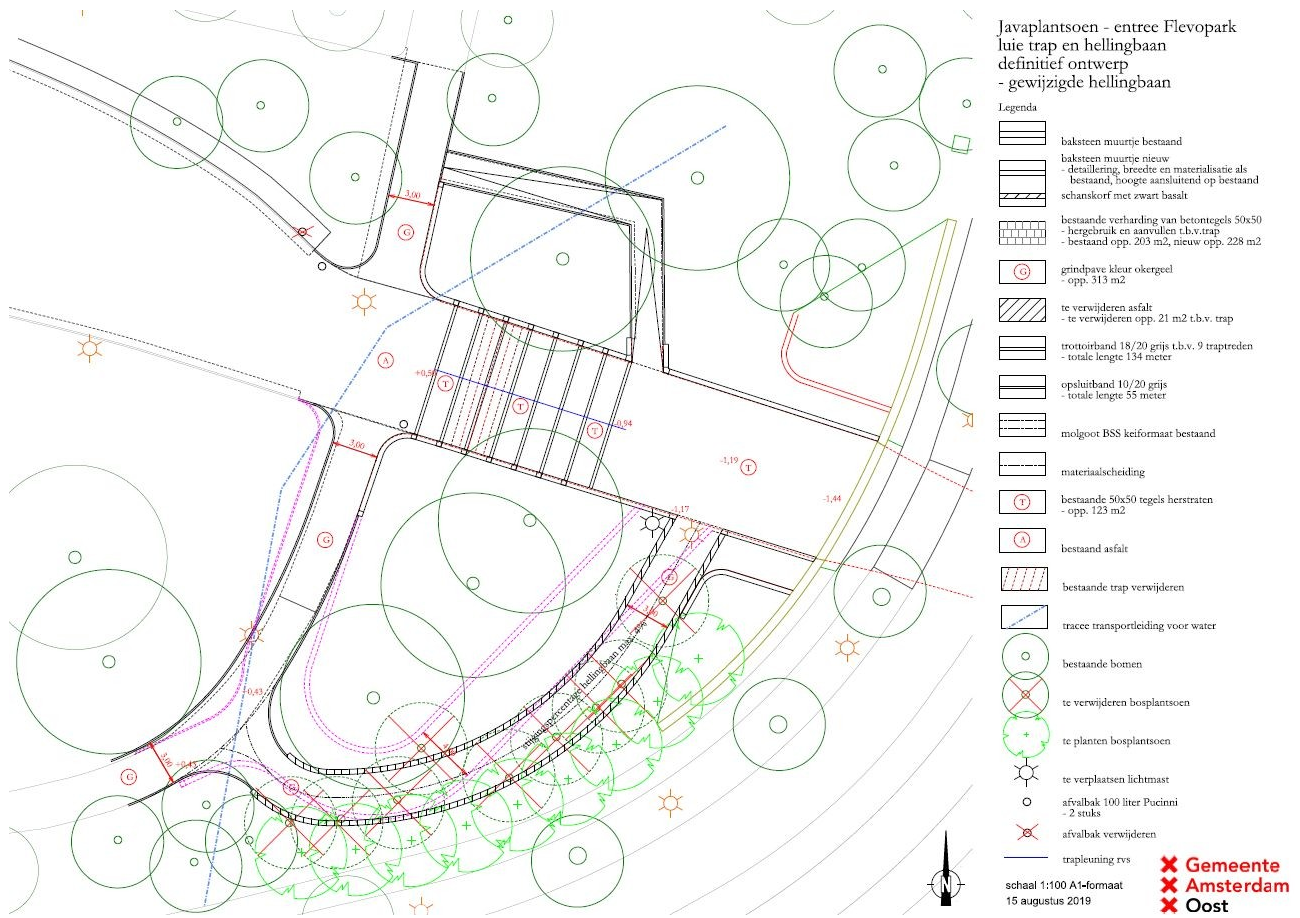 Javaplantsoen - entree Flevopark
luie trap en hellingbaan
definitief ontwerp
- gewijzigde hellingbaan
Legenda
baksteen muurtje bestaand
baksteen muurtje nieuw
- detaillering, breedte en materialisatie als
bestaand, hoogte aansluitend op bestaand
schanskorf met zwart basalt
bestaande verharding van betontegels 50x50
- hergebruik en aanvullen t.b.v.trap
- bestaand opp. 203 m2, nieuw opp. 228 m2
G
grindpave kleur okergeel
- opp. 313 m2
te verwijderen asfalt
- te verwijderen opp. 21 m2 t.b.v. trap
trottoirband 18/20 grijs t.b.v. 9 traptreden
- totale lengte 134 meter
opsluitband 10/20 grijs
- totale lengte 55 meter
molgoot BSS keiformaat bestaand
materiaalscheiding
T
bestaande 50x50 tegels herstraten
- opp. 123 m2
A
bestaand asfalt
bestaande trap verwijderen
tracee transportleiding voor water
bestaande bomen
te verwijderen bosplantsoen
te planten bosplantsoen
te verplaatsen lichtmast
afvalbak 100 liter Pucinni
- 2 stuks
afvalbak verwijderen
trapleuning rvs
schaal 1:100 A1-formaat
15 augustus 2019
Gemeente
Amsterdam
Oost
N
3,00
G
A
T
T
T
-0,94
3,00
-1,19
T
-1,44
-1,17
G
G
3,00
G
G